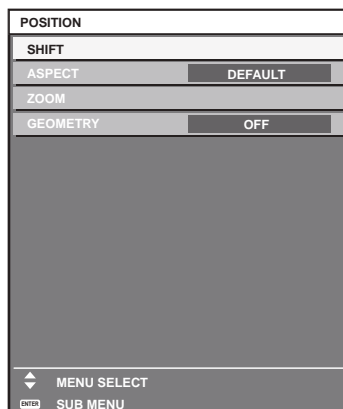 POSITION
SHIFT
ASPECT DEFAULT
ZOOM
GEOMETRY OFF
MENU SELECT
ENTER SUB MENU